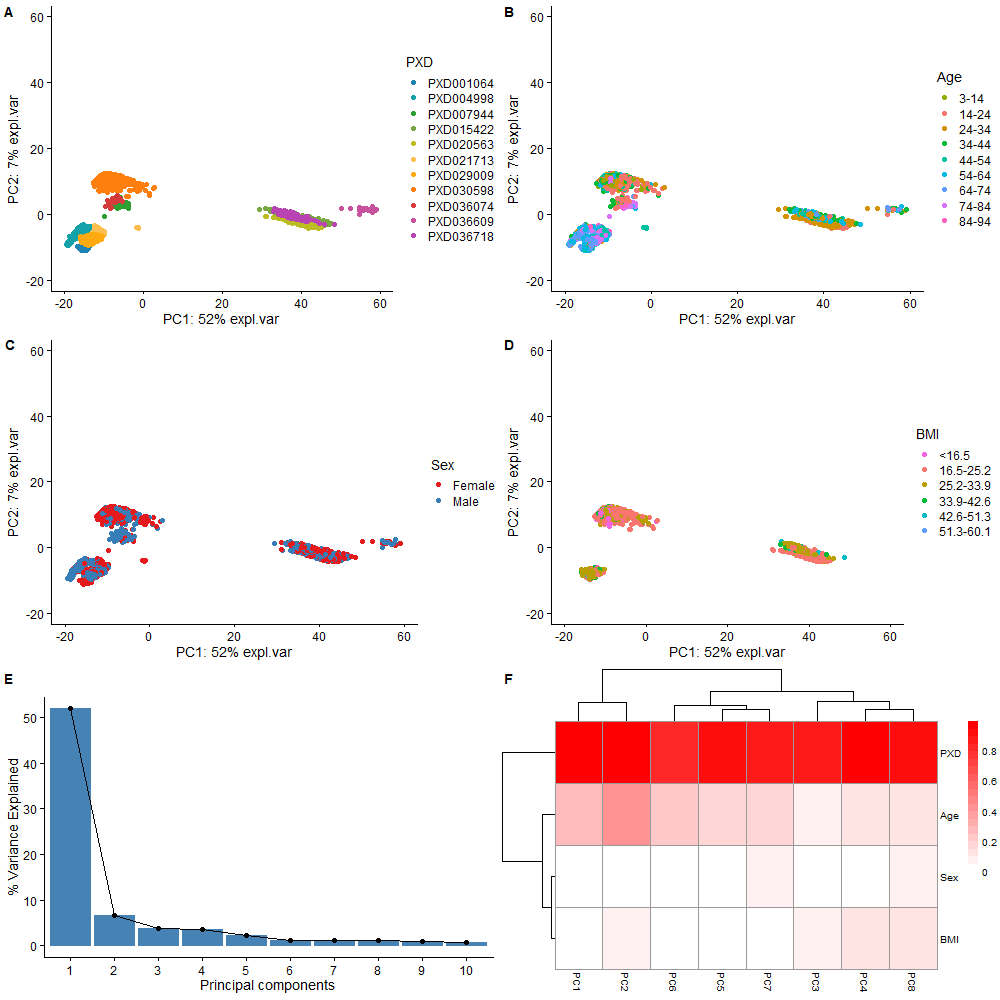 A
60
40
20
0
-20
-20 0 20 40 60
PC1: 52% expl.var
PC2: 7% expl.var
PXD
PXD001064
PXD004998
PXD007944
PXD015422
PXD020563
PXD021713
PXD029009
PXD030598
PXD036074
PXD036609
PXD036718
B
60
40
20
0
-20
-20 0 20 40 60
PC1: 52% expl.var
PC2: 7% expl.var
Age
3-14
14-24
24-34
34-44
44-54
54-64
64-74
74-84
84-94
C
60
40
20
0
-20
-20 0 20 40 60
PC1: 52% expl.var
PC2: 7% expl.var
Sex
Female
Male
D
60
40
20
0
-20
-20 0 20 40 60
PC1: 52% expl.var
PC2: 7% expl.var
BMI
<16.5
16.5-25.2
25.2-33.9
33.9-42.6
42.6-51.3
51.3-60.1
E
50
40
30
20
10
0
1 2 3 4 5 6 7 8 9 10
Principal components
% Variance Explained
F
PXD
Age
Sex
BMI
PC1 PC2 PC6 PC5 PC7 PC3 PC4 PC8
0.8
0.6
0.4
0.2
0